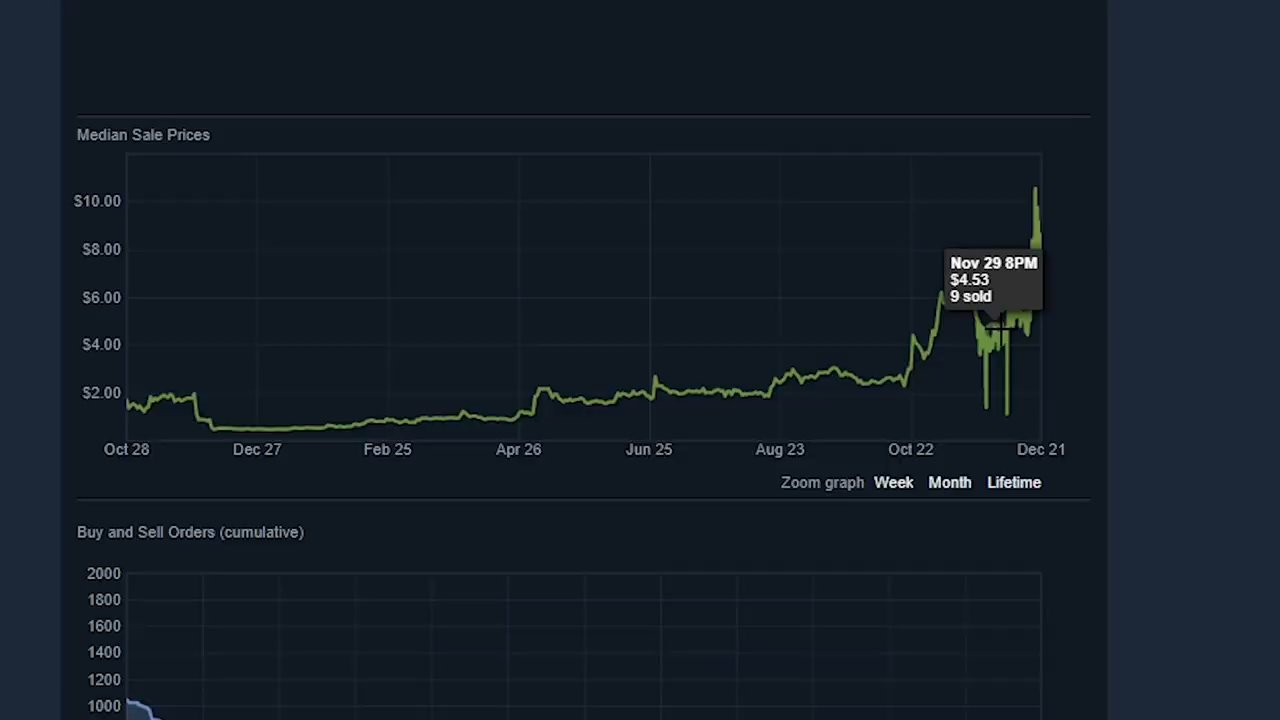 Median Sale Prices
$10.00
$8.00
$6.00
$4.00
$2.00
Nov 29 8PM
$4.53
9 sold
Oct 28 Dec 27 Feb 25 Apr 26 Jun 25 Aug 23 Oct 22 Dec 21
Zoom graph Week Month Lifetime
Buy and Sell Orders (cumulative)
2000
1800
1600
1400
1200
1000